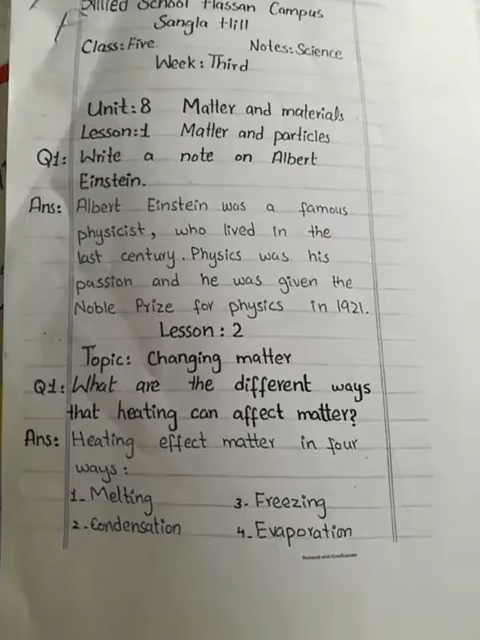 Allied School Hassan Campus
Sangla Hill
Class: Five Notes: Science
Week: Third
Unit: 8 Matter and materials
Lesson: 1 Matter and particles
Q1: Write a note on Albert
Einstein.
Ans: Albert Einstein was a famous
physicist, who lived in the
last century. Physics was his
passion and he was given the
Noble Prize for physics in 1921.
Lesson: 2
Topic: Changing matter
Q1: What are the different ways
that heating can affect matter?
Ans: Heating effect matter in four
ways:
1- Melting 3- Freezing
2- Condensation 4- Evaporation